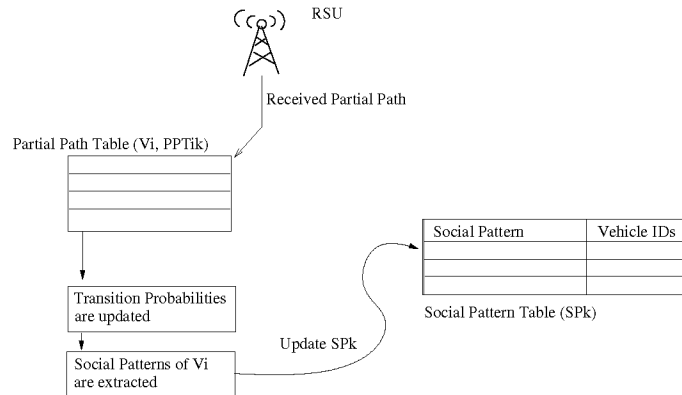 RSU
Received Partial Path
Partial Path Table (Vi, PPTik)
Social Pattern Vehicle IDs
Social Pattern Table (SPk)
Transition Probabilities
are updated
Update SPk
Social Patterns of Vi
are extracted